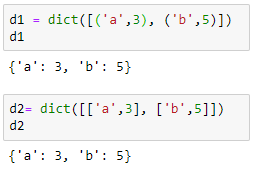 d1 = dict([('a',3), ('b',5)])
d1
{'a': 3, 'b': 5}
d2= dict([['a',3], ['b',5]])
d2
{'a': 3, 'b': 5}